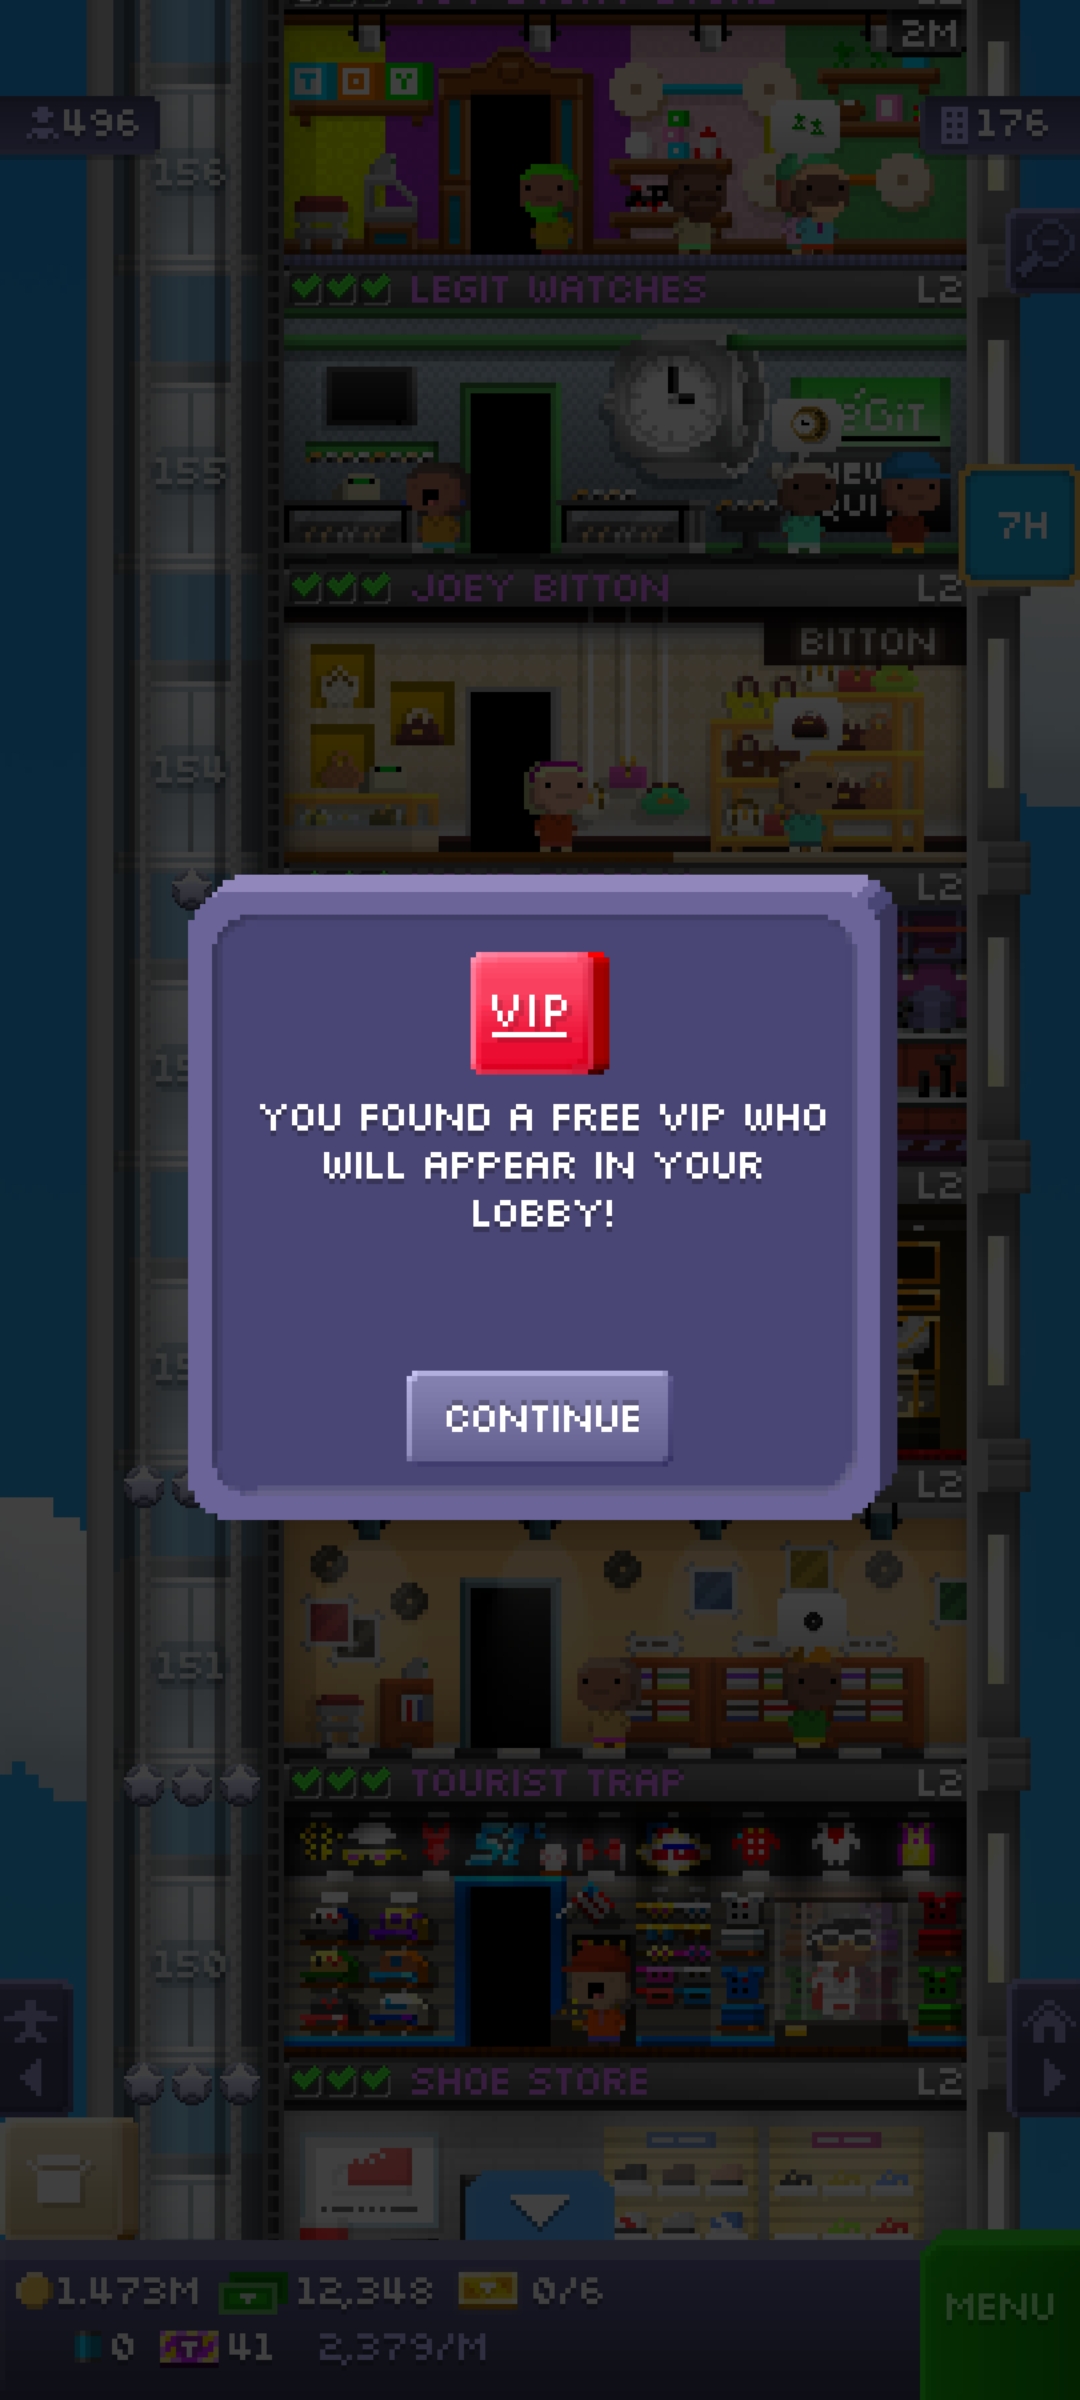 2M
496
176
TOY
156
LEGIT WATCHES L2
LEGIT
155
7H
JOEY BITTON L2
BITTON
154
L2
VIP
YOU FOUND A FREE VIP WHO
WILL APPEAR IN YOUR
LOBBY!
L2
CONTINUE
L2
151
TOURIST TRAP L2
150
SHOE STORE L2
1.473M 12,348 0/6
MENU
0 41 2,379/M